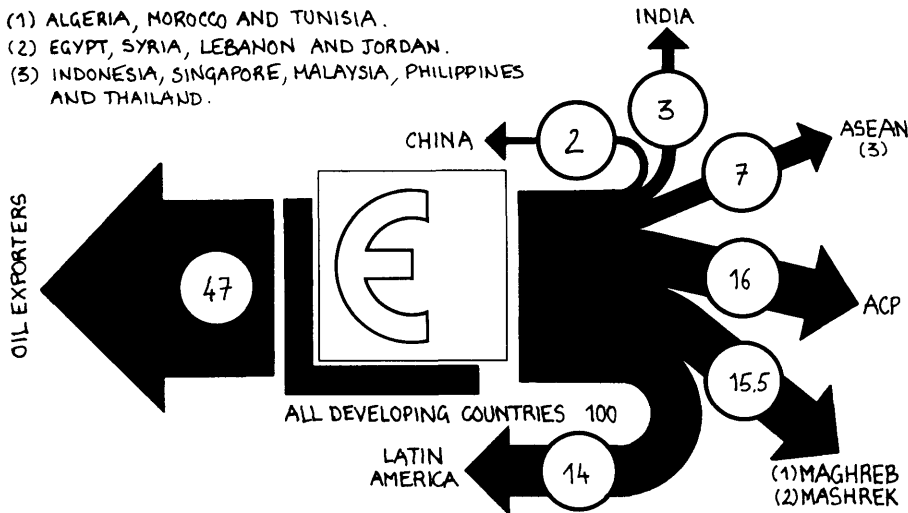 (1) ALGERIA, MOROCCO AND TUNISIA.
(2) EGYPT, SYRIA, LEBANON AND JORDAN.
(3) INDONESIA, SINGAPORE, MALAYSIA, PHILIPPINES
AND THAILAND.
INDIA
3
CHINA
2
ASEAN
(3)
7
OIL EXPORTERS
47
€
16
ACP
15.5
ALL DEVELOPING COUNTRIES 100
LATIN
AMERICA
14
(1) MAGHREB
(2) MASHREK